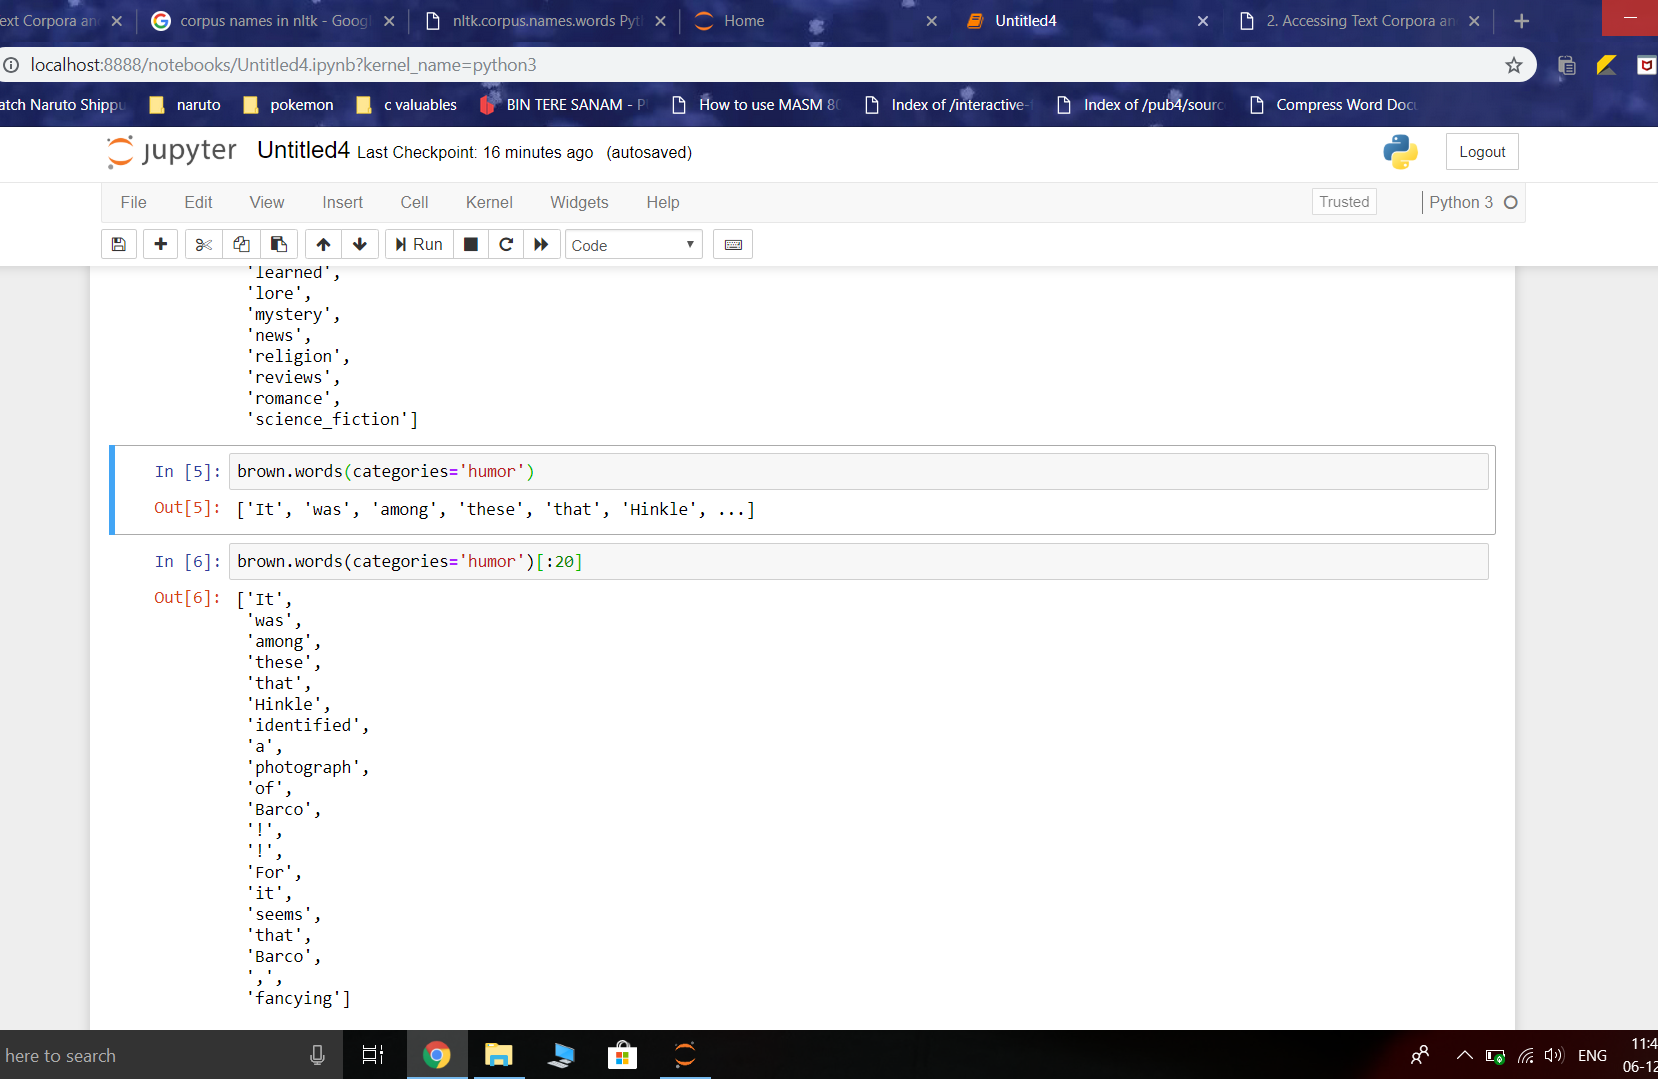 ext Corpora an
corpus names in nltk - Goog
nltk.corpus.names.words Pyt
Home
Untitled4
2. Accessing Text Corpora an
localhost:8888/notebooks/Untitled4.ipynb?kernel_name=python3
atch Naruto Shippu
naruto
pokemon
c valuables
BIN TERE SANAM - P
How to use MASM 80
Index of /interactive-
Index of /pub4/sourc
Compress Word Doc
jupyter Untitled4 Last Checkpoint: 16 minutes ago (autosaved)
Logout
File Edit View Insert Cell Kernel Widgets Help
Trusted
Python 3
Run
Code
'learned',
'lore',
'mystery',
'news',
'religion',
'reviews',
'romance',
'science_fiction']
In [5]: brown.words(categories='humor')
Out[5]: ['It', 'was', 'among', 'these', 'that', 'Hinkle', ...]
In [6]: brown.words(categories='humor')[:20]
Out[6]: ['It',
'was',
'among',
'these',
'that',
'Hinkle',
'identified',
'a',
'photograph',
'of',
'Barco',
'!',
'!',
'For',
'it',
'seems',
'that',
'Barco',
',',
'fancying']
here to search
ENG
11:4
06-12